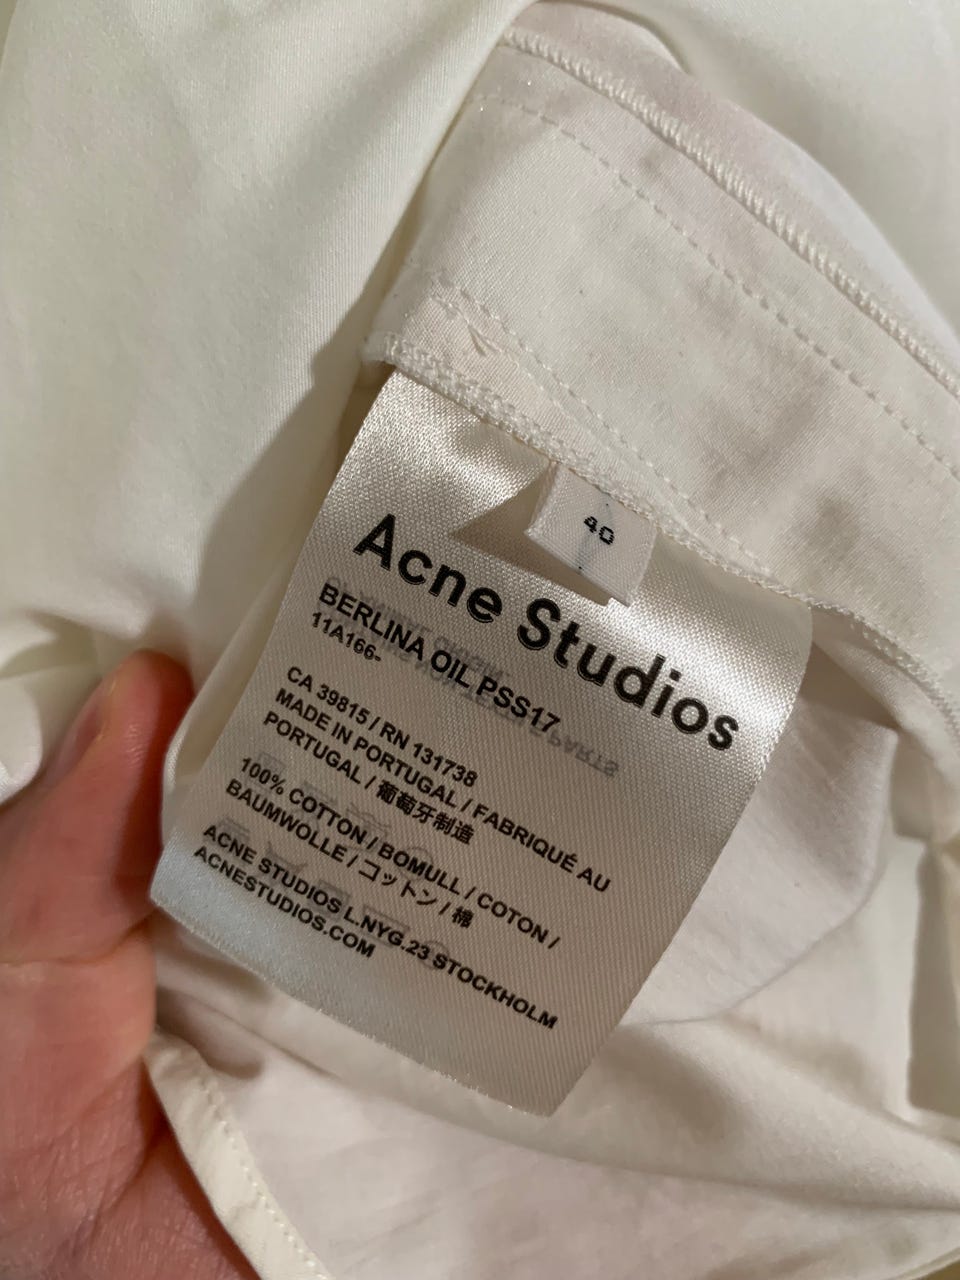 40
Acne Studios
BERLINA OIL PSS17
11A166-
CA 39815 / RN 131738
MADE IN PORTUGAL / FABRIQUÉ AU
PORTUGAL / 葡萄牙制造
100% COTTON / BOMULL / COTON /
BAUMWOLLE / コットン / 棉
ACNE STUDIOS L.NYG.23 STOCKHOLM
ACNESTUDIOS.COM